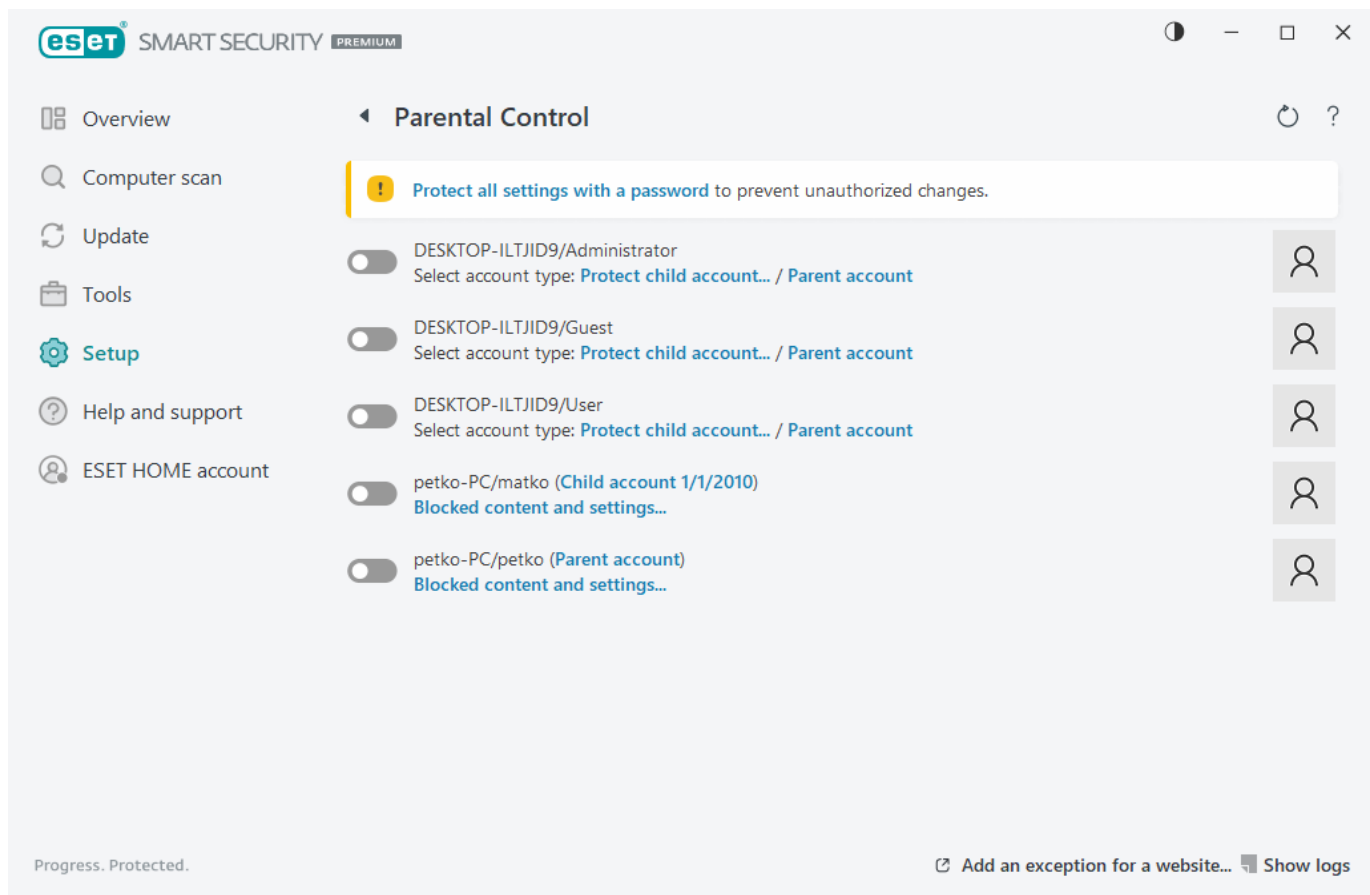 eset® SMART SECURITY PREMIUM
Overview
Computer scan
Update
Tools
Setup
Help and support
ESET HOME account
Parental Control
?
! Protect all settings with a password to prevent unauthorized changes.
DESKTOP-ILTJID9/Administrator
Select account type: Protect child account... / Parent account
DESKTOP-ILTJID9/Guest
Select account type: Protect child account... / Parent account
DESKTOP-ILTJID9/User
Select account type: Protect child account... / Parent account
petko-PC/matko (Child account 1/1/2010)
Blocked content and settings...
petko-PC/petko (Parent account)
Blocked content and settings...
Progress. Protected.
Add an exception for a website... Show logs